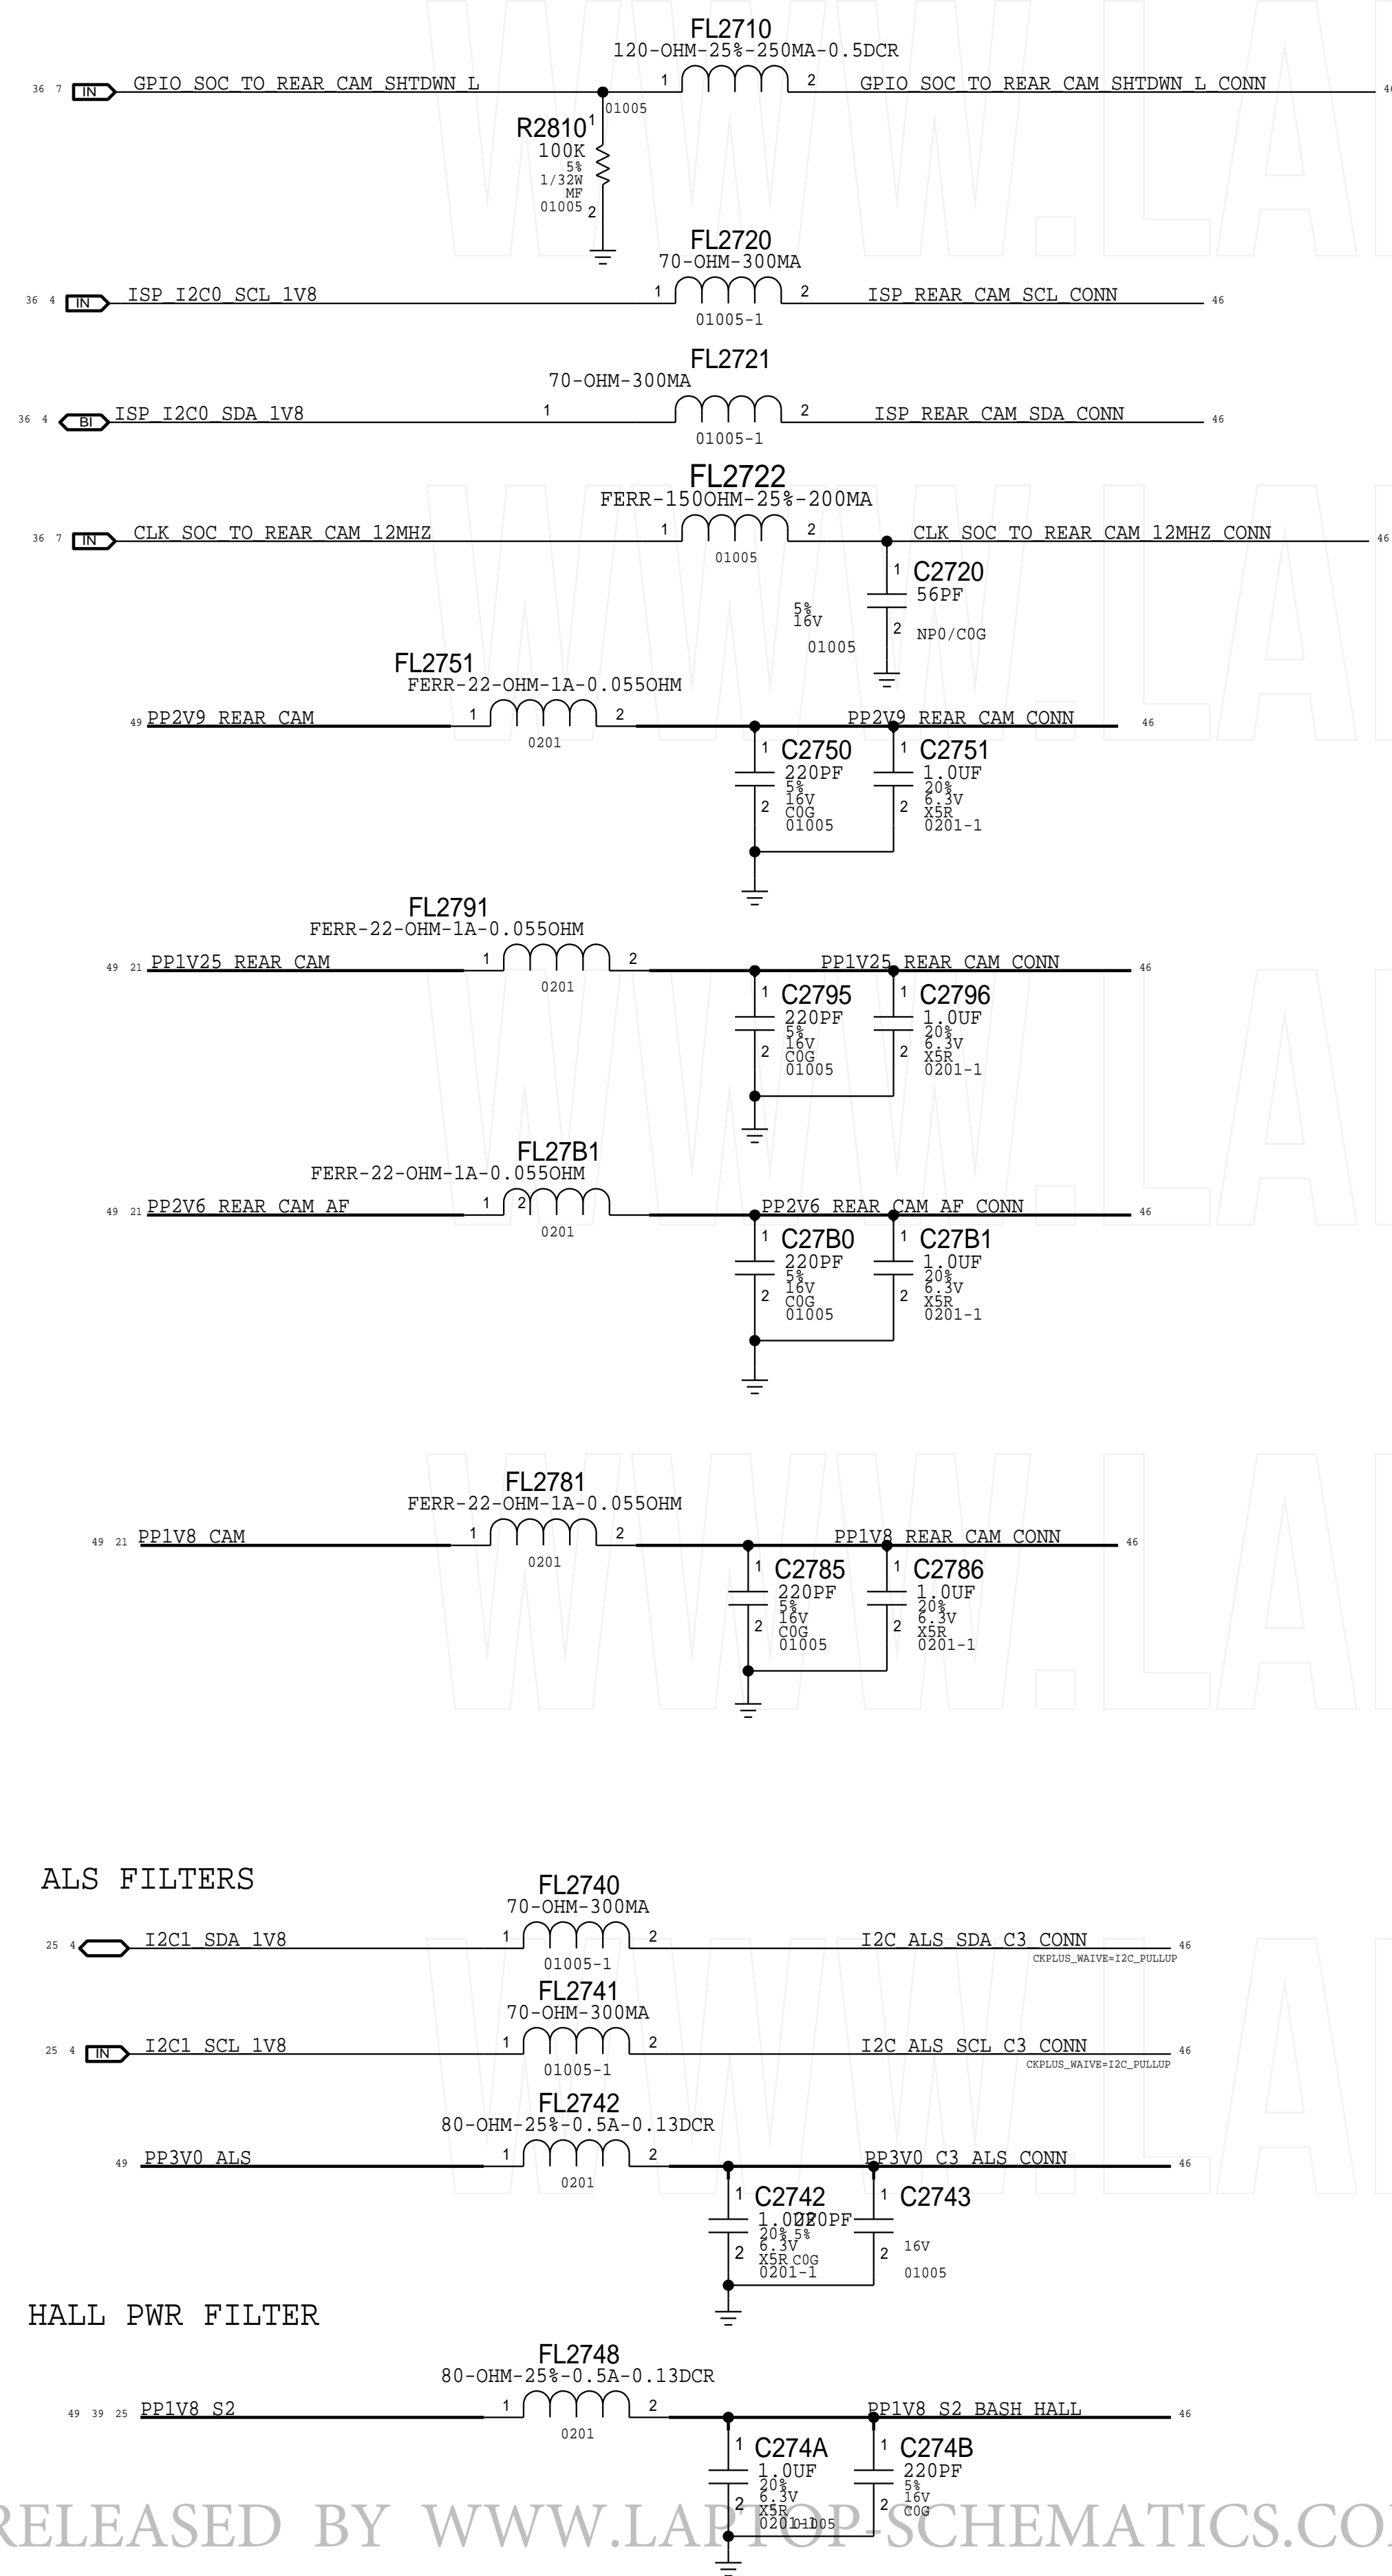 FL2710
120-OHM-25%-250MA-0.5DCR
36 7 IN GPIO_SOC_TO_REAR_CAM_SHTDWN_L 1 2 GPIO_SOC_TO_REAR_CAM_SHTDWN_L_CONN
01005
R2810 1
100K
5%
1/32W
MF
01005 2
FL2720
70-OHM-300MA
36 4 IN ISP_I2C0_SCL_1V8 1 2 ISP_REAR_CAM_SCL_CONN 46
01005-1
FL2721
70-OHM-300MA
36 4 BI ISP_I2C0_SDA_1V8 1 2 ISP_REAR_CAM_SDA_CONN 46
01005-1
FL2722
FERR-150OHM-25%-200MA
36 7 IN CLK_SOC_TO_REAR_CAM_12MHZ 1 2 CLK_SOC_TO_REAR_CAM_12MHZ_CONN 46
01005
1 C2720
56PF
5%
16V
2 NP0/C0G
01005
FL2751
FERR-22-OHM-1A-0.055OHM
49 PP2V9_REAR_CAM 1 2 PP2V9_REAR_CAM_CONN 46
0201
1 C2750 1 C2751
220PF 1.0UF
5% 20%
16V 6.3V
2 C0G 2 X5R
01005 0201-1
FL2791
FERR-22-OHM-1A-0.055OHM
49 21 PP1V25_REAR_CAM 1 2 PP1V25_REAR_CAM_CONN 46
0201
1 C2795 1 C2796
220PF 1.0UF
5% 20%
16V 6.3V
2 C0G 2 X5R
01005 0201-1
FL27B1
FERR-22-OHM-1A-0.055OHM
49 21 PP2V6_REAR_CAM_AF 1 2 PP2V6_REAR_CAM_AF_CONN 46
0201
1 C27B0 1 C27B1
220PF 1.0UF
5% 20%
16V 6.3V
2 C0G 2 X5R
01005 0201-1
FL2781
FERR-22-OHM-1A-0.055OHM
49 21 PP1V8_CAM 1 2 PP1V8_REAR_CAM_CONN 46
0201
1 C2785 1 C2786
220PF 1.0UF
5% 20%
16V 6.3V
2 C0G 2 X5R
01005 0201-1
ALS FILTERS
FL2740
70-OHM-300MA
25 4 I2C1_SDA_1V8 1 2 I2C_ALS_SDA_C3_CONN 46
CKPLUS_WAIVE=I2C_PULLUP
01005-1
FL2741
70-OHM-300MA
25 4 IN I2C1_SCL_1V8 1 2 I2C_ALS_SCL_C3_CONN 46
CKPLUS_WAIVE=I2C_PULLUP
01005-1
FL2742
80-OHM-25%-0.5A-0.13DCR
49 PP3V0_ALS 1 2 PP3V0_C3_ALS_CONN 46
0201
1 C2742 1 C2743
1.0UF 220PF
20% 5%
6.3V 16V
2 X5R C0G 2
0201-1 01005
HALL PWR FILTER
FL2748
80-OHM-25%-0.5A-0.13DCR
49 39 25 PP1V8_S2 1 2 PP1V8_S2_BASH_HALL 46
0201
1 C274A 1 C274B
1.0UF 220PF
20% 5%
6.3V 16V
2 X5R 2 C0G
0201-1 01005
RELEASED BY WWW.LAPTOP-SCHEMATICS.CO